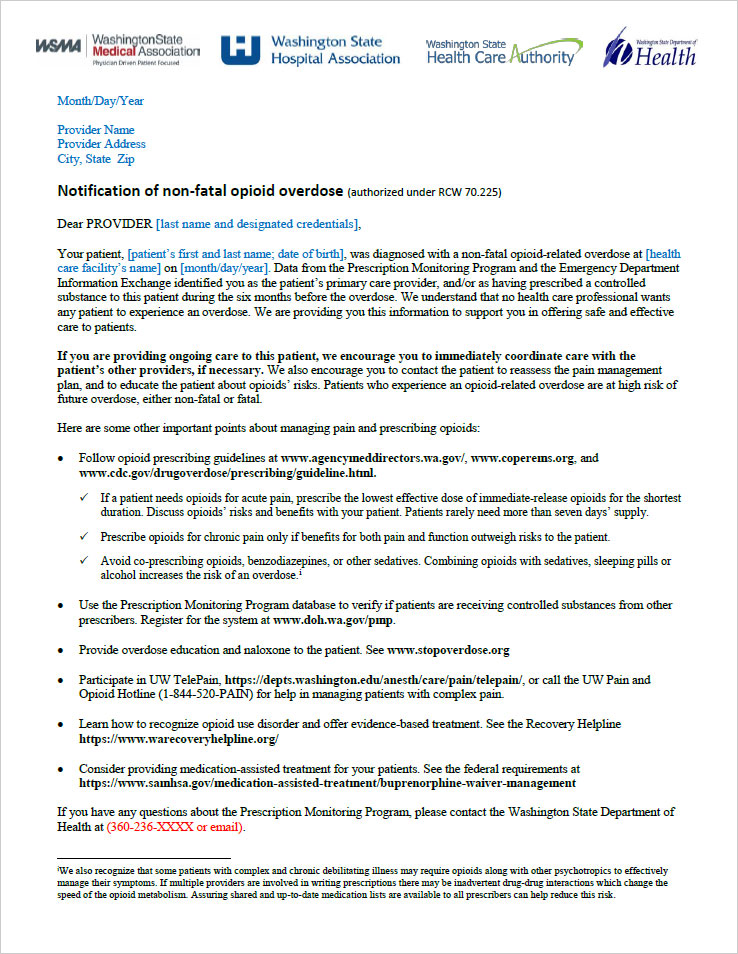 WSMA WashingtonState
Medical Association
Physician Driven Patient Focused
Washington State
Hospital Association
Washington State
Health Care Authority
Washington State Department of
Health
Month/Day/Year
Provider Name
Provider Address
City, State  Zip
Notification of non-fatal opioid overdose (authorized under RCW 70.225)
Dear PROVIDER [last name and designated credentials],
Your patient, [patient's first and last name; date of birth], was diagnosed with a non-fatal opioid-related overdose at [health
care facility's name] on [month/day/year]. Data from the Prescription Monitoring Program and the Emergency Department
Information Exchange identified you as the patient's primary care provider, and/or as having prescribed a controlled
substance to this patient during the six months before the overdose. We understand that no health care professional wants
any patient to experience an overdose. We are providing you this information to support you in offering safe and effective
care to patients.
If you are providing ongoing care to this patient, we encourage you to immediately coordinate care with the
patient's other providers, if necessary. We also encourage you to contact the patient to reassess the pain management
plan, and to educate the patient about opioids' risks. Patients who experience an opioid-related overdose are at high risk of
future overdose, either non-fatal or fatal.
Here are some other important points about managing pain and prescribing opioids:
• Follow opioid prescribing guidelines at www.agencymeddirectors.wa.gov/, www.coperems.org, and
www.cdc.gov/drugoverdose/prescribing/guideline.html.
✓ If a patient needs opioids for acute pain, prescribe the lowest effective dose of immediate-release opioids for the shortest
duration. Discuss opioids' risks and benefits with your patient. Patients rarely need more than seven days' supply.
✓ Prescribe opioids for chronic pain only if benefits for both pain and function outweigh risks to the patient.
✓ Avoid co-prescribing opioids, benzodiazepines, or other sedatives. Combining opioids with sedatives, sleeping pills or
alcohol increases the risk of an overdose.i
• Use the Prescription Monitoring Program database to verify if patients are receiving controlled substances from other
prescribers. Register for the system at www.doh.wa.gov/pmp.
• Provide overdose education and naloxone to the patient. See www.stopoverdose.org
• Participate in UW TelePain, https://depts.washington.edu/anesth/care/pain/telepain/, or call the UW Pain and
Opioid Hotline (1-844-520-PAIN) for help in managing patients with complex pain.
• Learn how to recognize opioid use disorder and offer evidence-based treatment. See the Recovery Helpline
https://www.warecoveryhelpline.org/
• Consider providing medication-assisted treatment for your patients. See the federal requirements at
https://www.samhsa.gov/medication-assisted-treatment/buprenorphine-waiver-management
If you have any questions about the Prescription Monitoring Program, please contact the Washington State Department of
Health at (360-236-XXXX or email).
iWe also recognize that some patients with complex and chronic debilitating illness may require opioids along with other psychotropics to effectively
manage their symptoms. If multiple providers are involved in writing prescriptions there may be inadvertent drug-drug interactions which change the
speed of the opioid metabolism. Assuring shared and up-to-date medication lists are available to all prescribers can help reduce this risk.